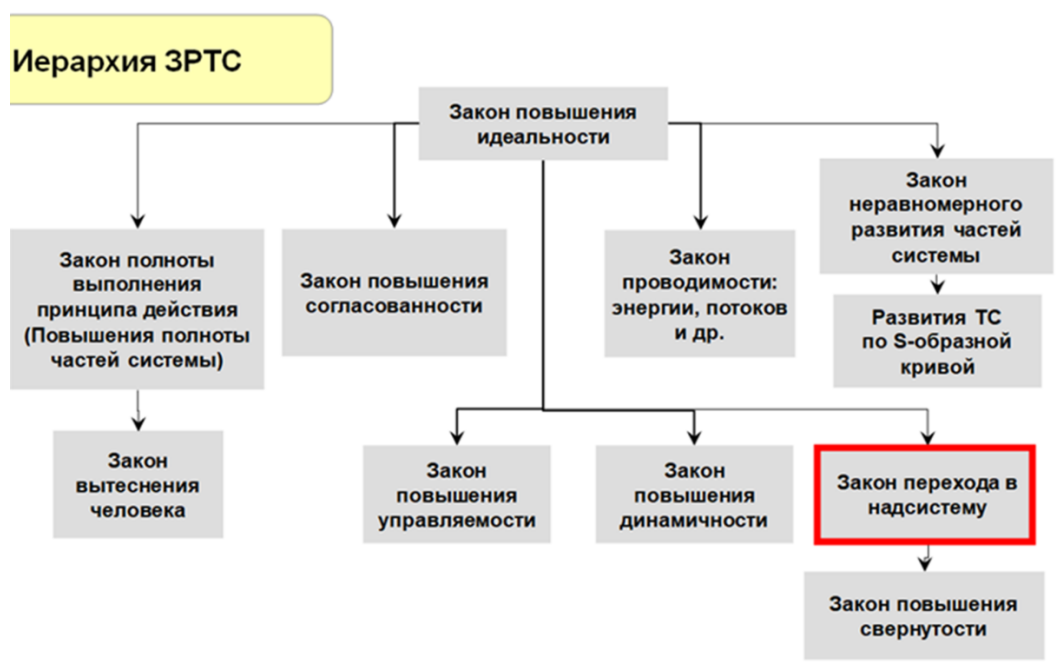 Иерархия ЗРТС
Закон повышения
идеальности
Закон
неравномерного
развития частей
системы
Закон полноты
выполнения
принципа действия
(Повышения полноты
частей системы)
Закон повышения
согласованности
Закон
проводимости:
энергии, потоков
и др.
Развития ТС
по S-образной
кривой
Закон
вытеснения
человека
Закон
повышения
управляемости
Закон
повышения
динамичности
Закон перехода в
надсистему
Закон повышения
свернутости